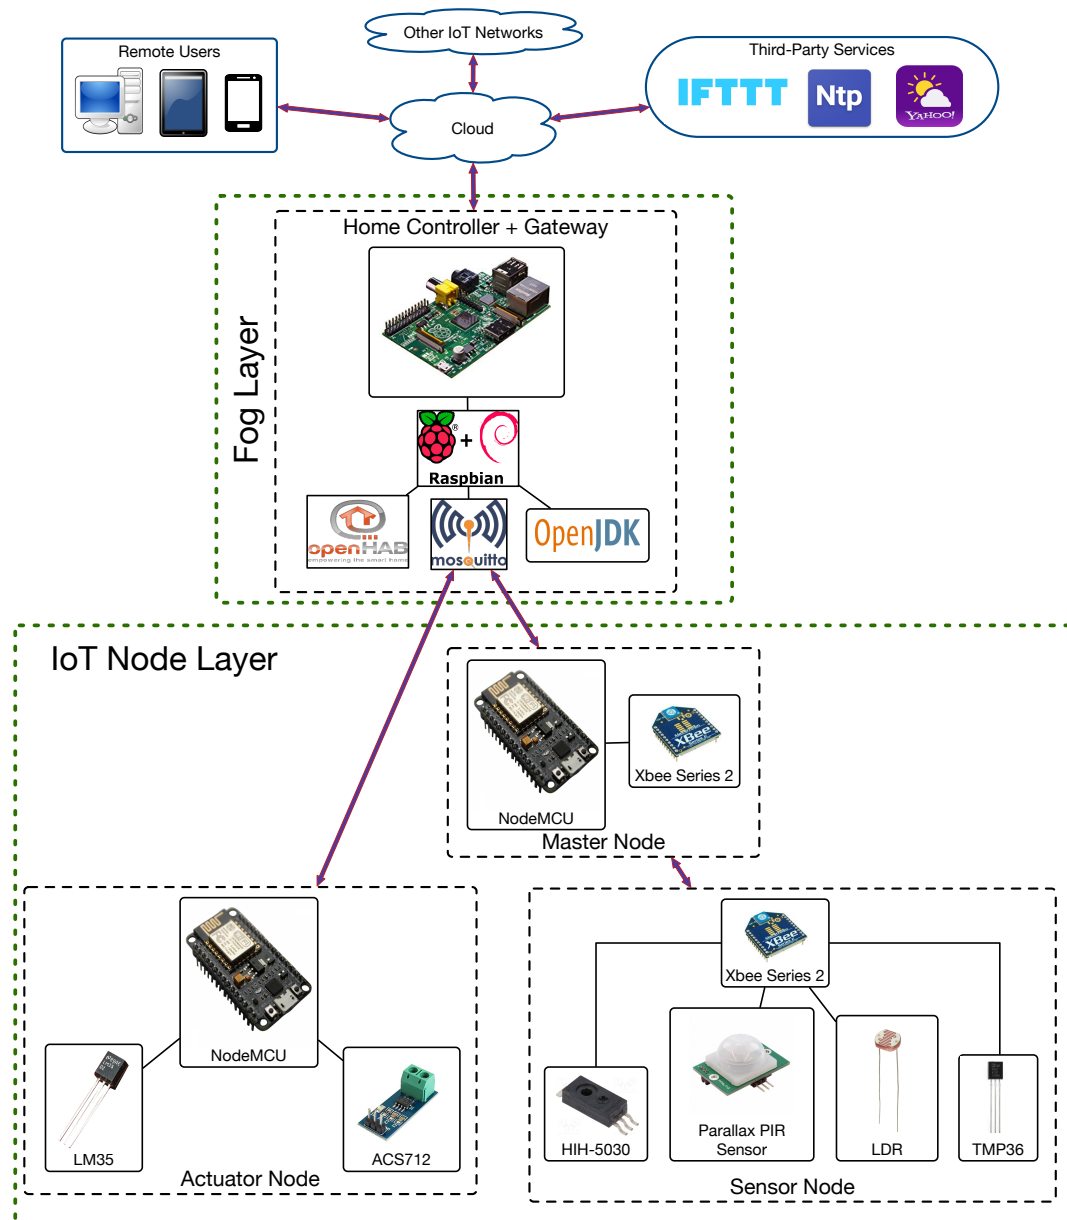 Other IoT Networks
Remote Users
Third-Party Services
IFTTT
Ntp
YAHOO!
Cloud
Home Controller + Gateway
Fog Layer
®
+
Raspbian
openHAB
empowering the smart home
mosquitto
OpenJDK
IoT Node Layer
XBee
Xbee Series 2
NodeMCU
Master Node
XBee
Xbee Series 2
NodeMCU
LM35
ACS712
Actuator Node
HIH-5030
Parallax PIR
Sensor
LDR
TMP36
Sensor Node